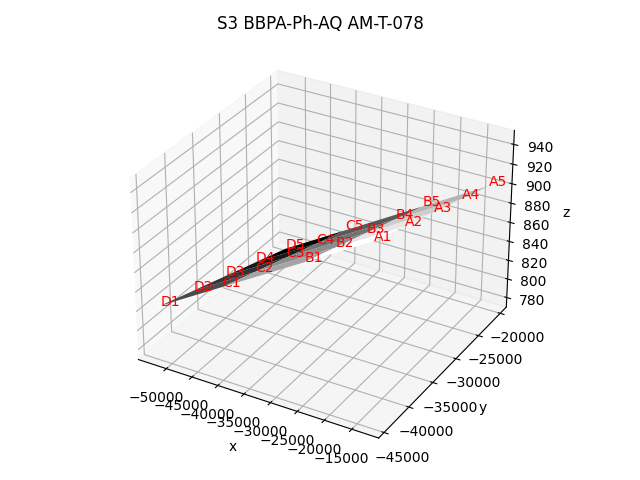 S3 BBPA-Ph-AQ AM-T-078
940
920
900
880
860
840
820
800
780
z
A5
A4
A3
A2
A1
B5
B4
B3
B2
B1
C5
C4
C3
C2
C1
D5
D4
D3
D2
D1
−50000
−45000
−40000
−35000
−30000
−25000
−20000
−15000
x
−45000
−40000
−35000
−30000
−25000
−20000
y